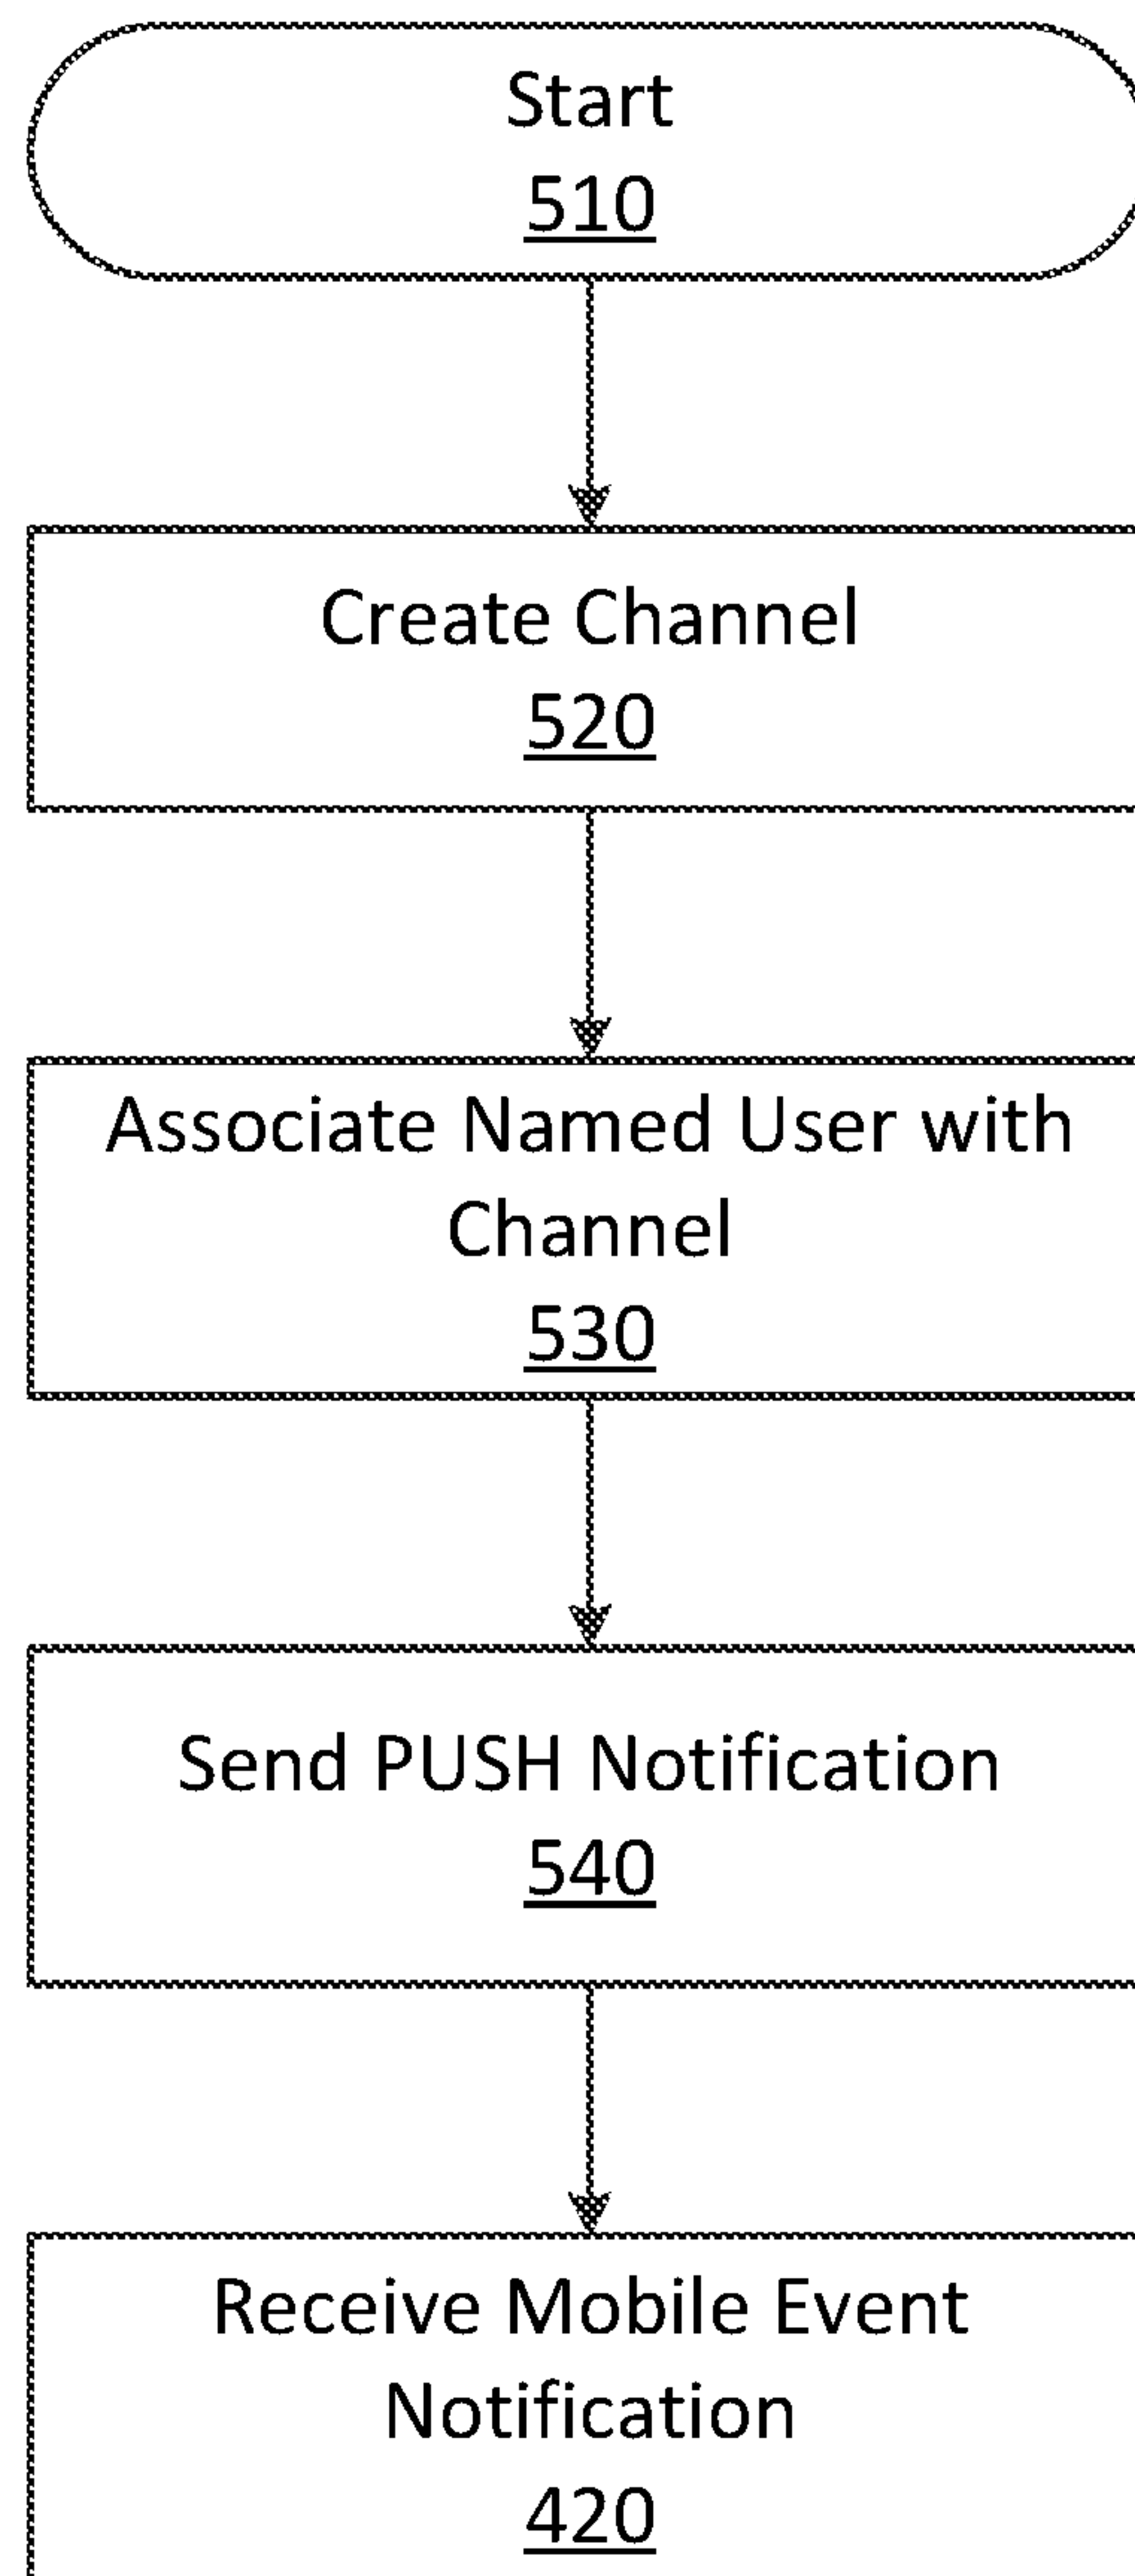 Start
510
Create Channel
520
Associate Named User with
Channel
530
Send PUSH Notification
540
Receive Mobile Event
Notification
420